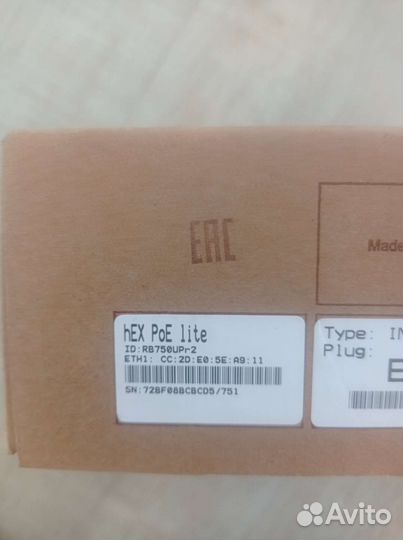 EAC
Made
hEX PoE lite
ID:RB750UPr2
ETH1: CC:2D:E0:5E:A9:11
SN:72BF08BCBCD5/751
Type: IN
Plug:
E
Avito